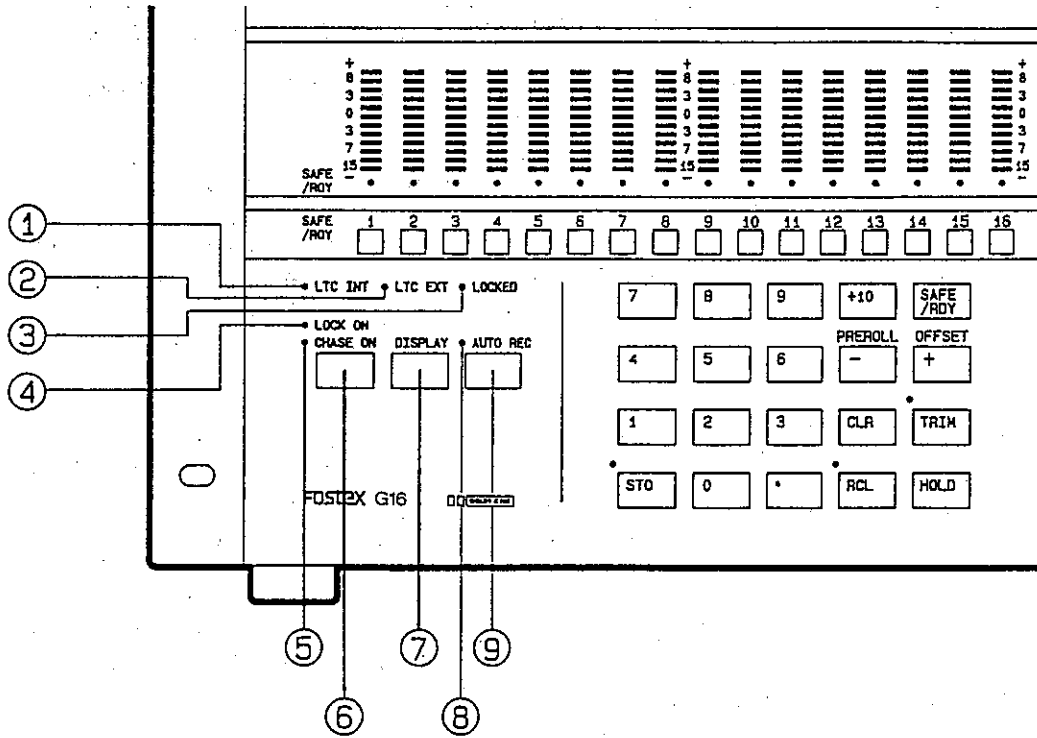 + + +
8 8 8
3 3 3
0 0 0
3 3 3
7 7 7
15 15 15
- - -
SAFE
/RDY
SAFE
/RDY
1 2 3 4 5 6 7 8 9 10 11 12 13 14 15 16
1
2
3
4
LTC INT LTC EXT LOCKED
LOCK ON
CHASE ON DISPLAY AUTO REC
7 8 9 +10 SAFE
/RDY
PREROLL OFFSET
4 5 6 - +
1 2 3 CLR TRIM
STO 0 * RCL HOLD
Fostex G16
5 7 9
6 8